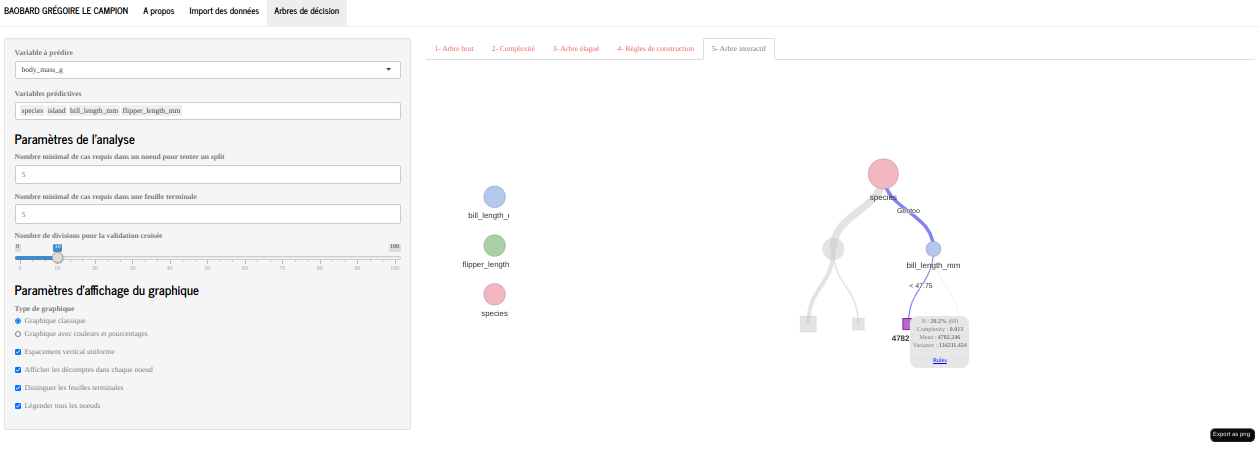 BAOBARD GRÉGOIRE LE CAMPION A propos Import des données Arbres de décision
Variable à prédire
body_mass_g
Variables prédictives
species island bill_length_mm flipper_length_mm
Paramètres de l'analyse
Nombre minimal de cas requis dans un noeud pour tenter un split
5
Nombre minimal de cas requis dans une feuille terminale
5
Nombre de divisions pour la validation croisée
0 10 100
0 10 20 30 40 50 60 70 80 90 100
Paramètres d'affichage du graphique
Type de graphique
Graphique classique
Graphique avec couleurs et pourcentages
Espacement vertical uniforme
Afficher les décomptes dans chaque noeud
Distinguer les feuilles terminales
Légender tous les noeuds
1- Arbre brut 2- Complexité 3- Arbre élagué 4- Règles de construction 5- Arbre interactif
bill_length_
flipper_length
species
species
Gentoo
bill_length_mm
< 47.75
4782
N : 20.2% (69)
Complexity : 0.013
Mean : 4782.246
Variance : 134211.424
Rules
Export as png